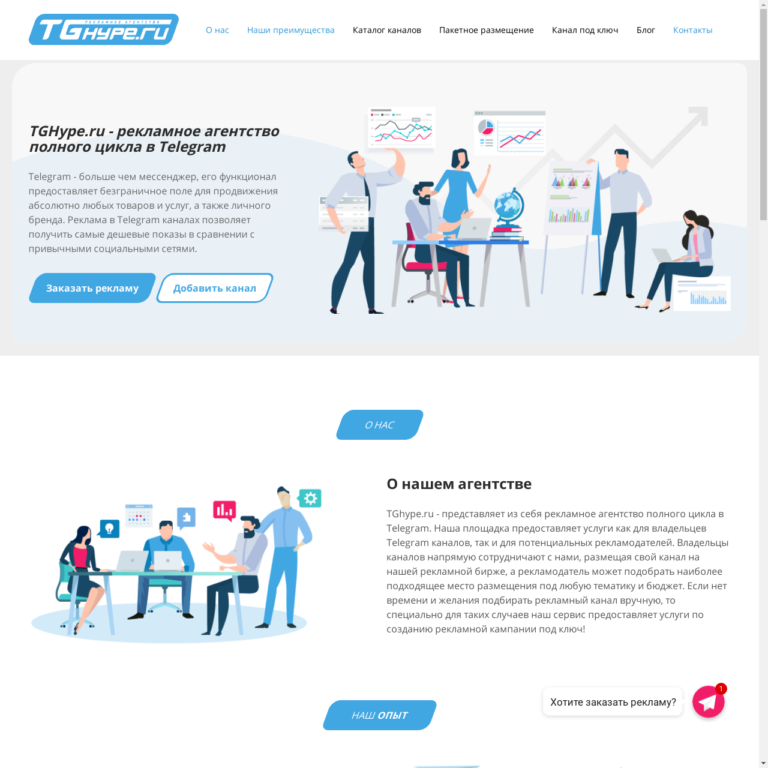 РЕКЛАМНОЕ АГЕНТСТВО
TGHYPE.RU
О нас Наши преимущества Каталог каналов Пакетное размещение Канал под ключ Блог Контакты
TGHype.ru - рекламное агентство
полного цикла в Telegram
Telegram - больше чем мессенджер, его функционал
предоставляет безграничное поле для продвижения
абсолютно любых товаров и услуг, а также личного
бренда. Реклама в Telegram каналах позволяет
получить самые дешевые показы в сравнении с
привычными социальными сетями.
Заказать рекламу Добавить канал
О НАС
О нашем агентстве
TGhype.ru - представляет из себя рекламное агентство полного цикла в
Telegram. Наша площадка предоставляет услуги как для владельцев
Telegram каналов, так и для потенциальных рекламодателей. Владельцы
каналов напрямую сотрудничают с нами, размещая свой канал на
нашей рекламной бирже, а рекламодатель может подобрать наиболее
подходящее место размещения под любую тематику и бюджет. Если нет
времени и желания подбирать рекламный канал вручную, то
специально для таких случаев наш сервис предоставляет услуги по
созданию рекламной кампании под ключ!
Хотите заказать рекламу?
1
НАШ ОПЫТ